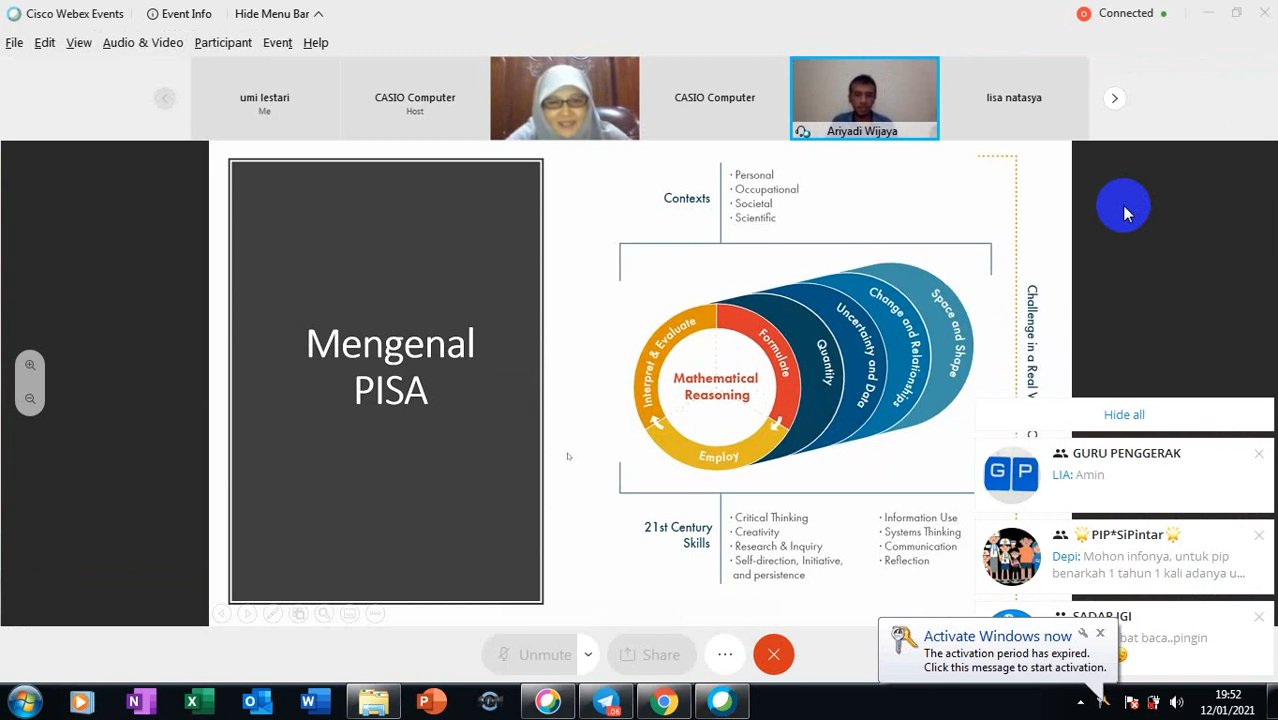 Cisco Webex Events
Event Info
Hide Menu Bar
Connected
File Edit View Audio & Video Participant Event Help
umi lestari
Me
CASIO Computer
Host
CASIO Computer
Ariyadi Wijaya
lisa natasya
Mengenal
PISA
Contexts
· Personal
· Occupational
· Societal
· Scientific
Interpret & Evaluate
Formulate
Employ
Mathematical
Reasoning
Quantity
Uncertainty and Data
Change and Relationships
Space and Shape
Challenge in a Real
21st Century
Skills
· Critical Thinking
· Creativity
· Research & Inquiry
· Self-direction, Initiative,
and persistence
· Information Use
· Systems Thinking
· Communication
· Reflection
Hide all
GP
GURU PENGGERAK
LIA: Amin
🌟PIP*SiPintar🌟
Depi: Mohon infonya, untuk pip
benarkah 1 tahun 1 kali adanya u...
SADAR IGI
bat baca..pingin
Unmute
Share
Activate Windows now
The activation period has expired.
Click this message to start activation.
19:52
12/01/2021